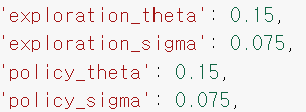 'exploration_theta': 0.15,
'exploration_sigma': 0.075,
'policy_theta': 0.15,
'policy_sigma': 0.075,